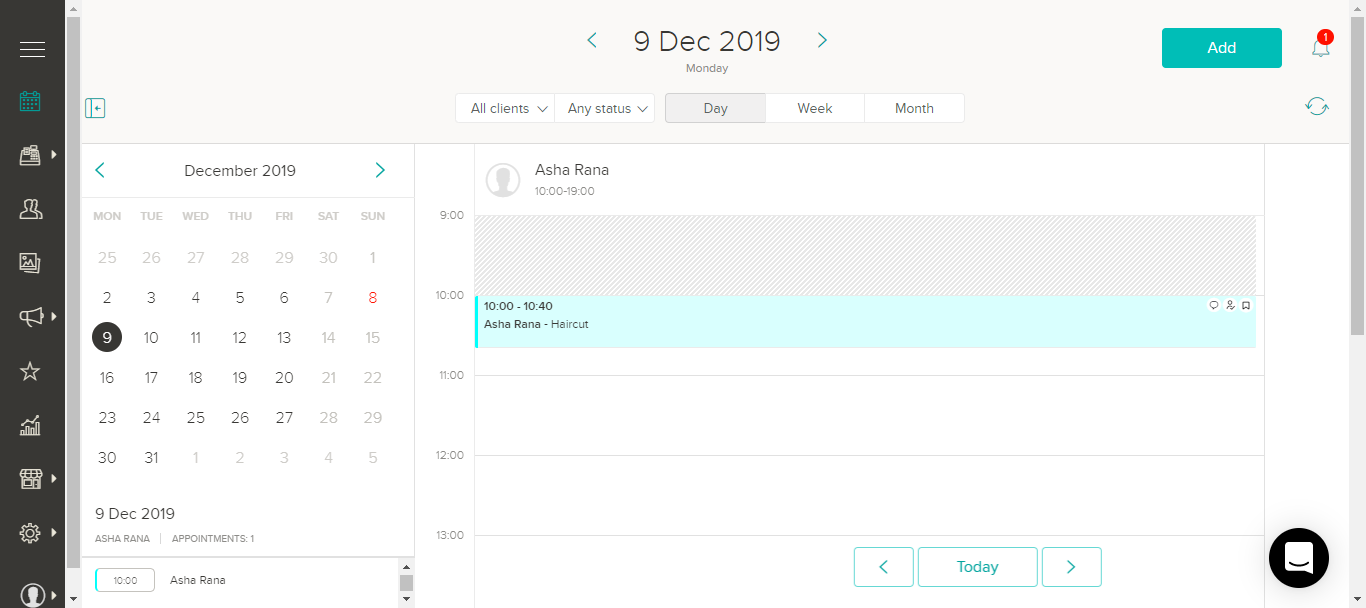 9 Dec 2019
Monday
Add
1
All clients
Any status
Day
Week
Month
December 2019
MON TUE WED THU FRI SAT SUN
25 26 27 28 29 30 1
2 3 4 5 6 7 8
9 10 11 12 13 14 15
16 17 18 19 20 21 22
23 24 25 26 27 28 29
30 31 1 2 3 4 5
9 Dec 2019
ASHA RANA APPOINTMENTS: 1
10:00 Asha Rana
Asha Rana
10:00-19:00
9:00
10:00
10:00 - 10:40
Asha Rana - Haircut
11:00
12:00
13:00
Today